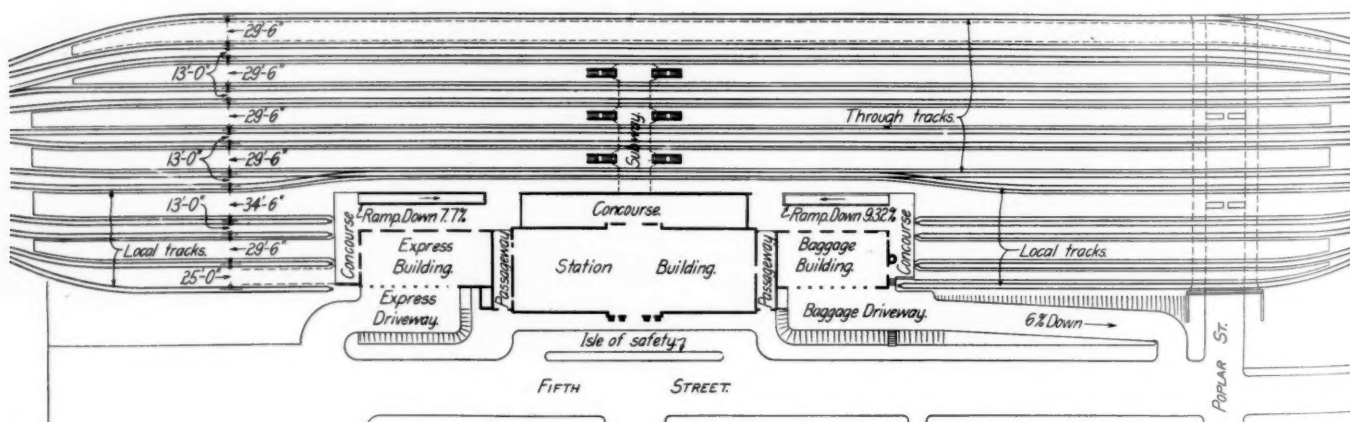 29'-6"
13'-0"
29'-6"
29'-6"
13'-0"
29'-6"
13'-0"
34'-6"
29'-6"
25'-0"
Local tracks.
Subway.
Through tracks.
Ramp Down 7.7%
Concourse.
Ramp Down 9.32%
Concourse
Express
Building.
Passageway.
Station Building.
Passageway.
Baggage
Building.
Concourse
Local tracks.
Express
Driveway.
Baggage Driveway.
6% Down
Isle of safety
FIFTH STREET.
POPLAR ST.